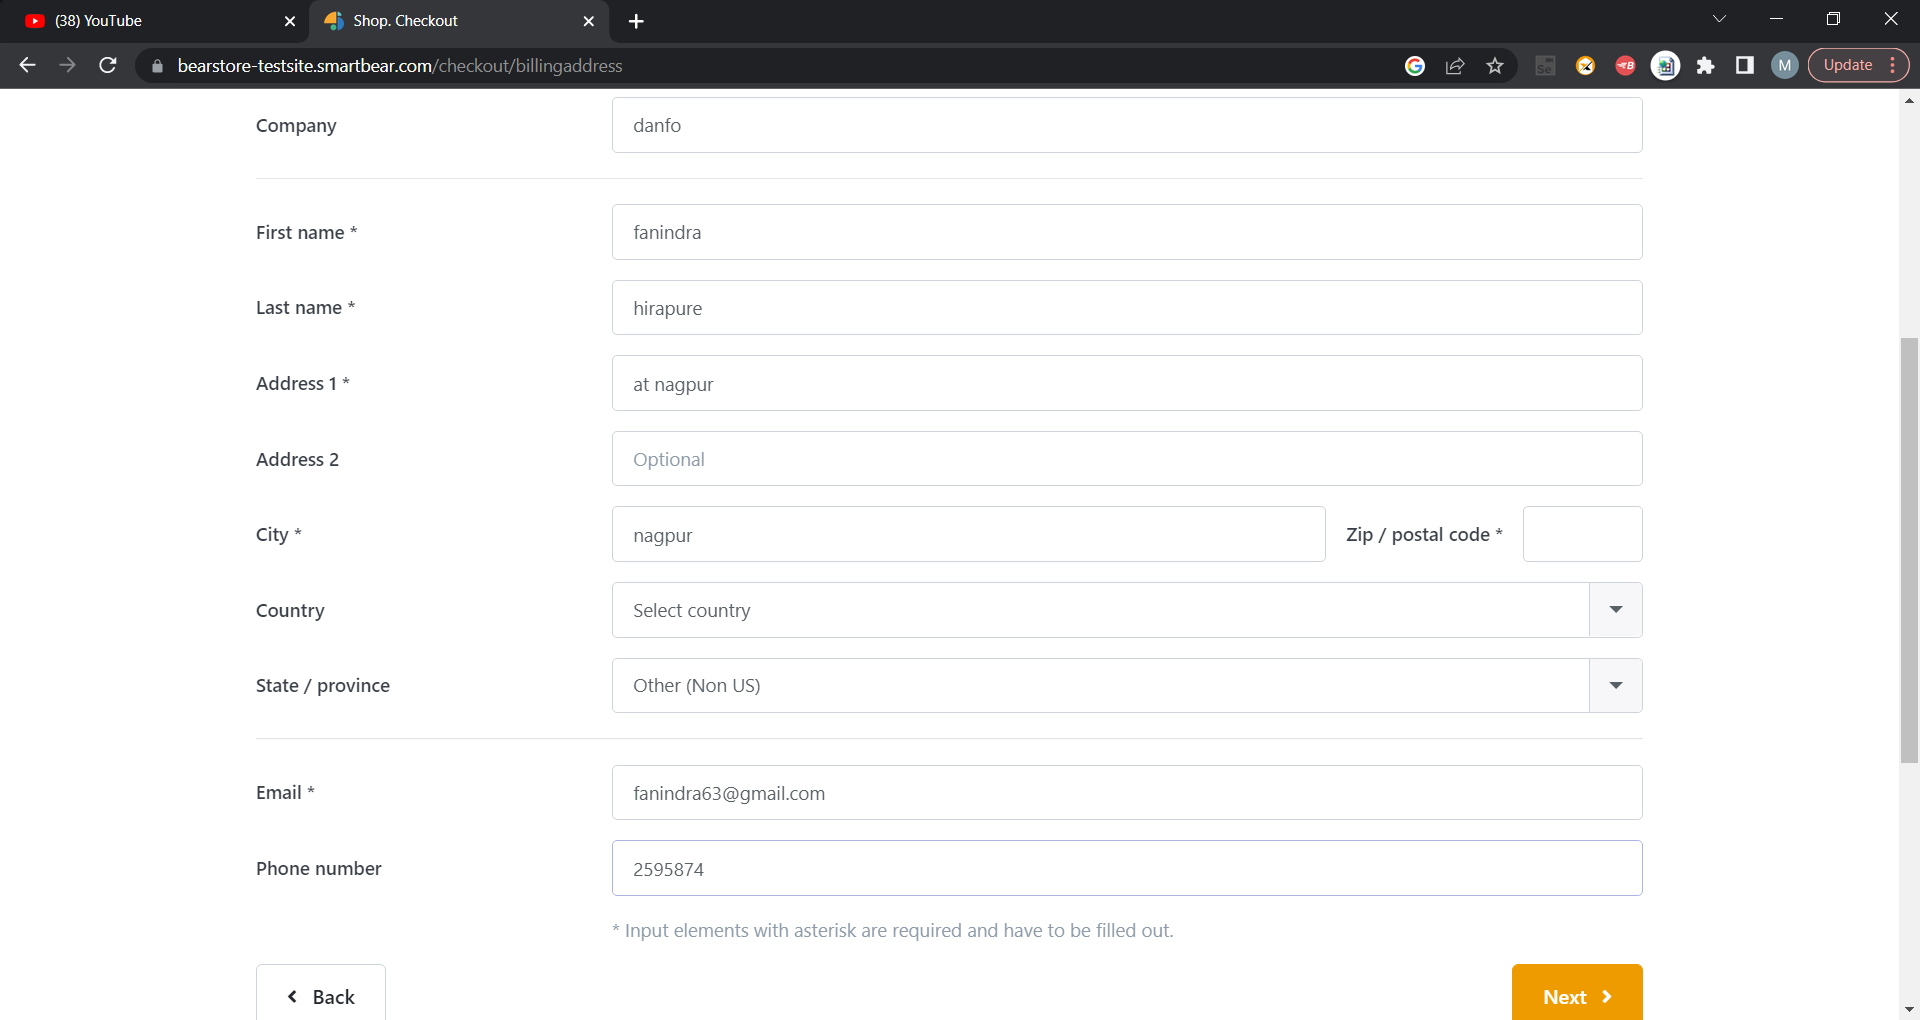 (38) YouTube
Shop. Checkout
bearstore-testsite.smartbear.com/checkout/billingaddress
Se
B
M
Update
Company
danfo
First name *
fanindra
Last name *
hirapure
Address 1 *
at nagpur
Address 2
Optional
City *
nagpur
Zip / postal code *
Country
Select country
State / province
Other (Non US)
Email *
fanindra63@gmail.com
Phone number
2595874
* Input elements with asterisk are required and have to be filled out.
Back
Next